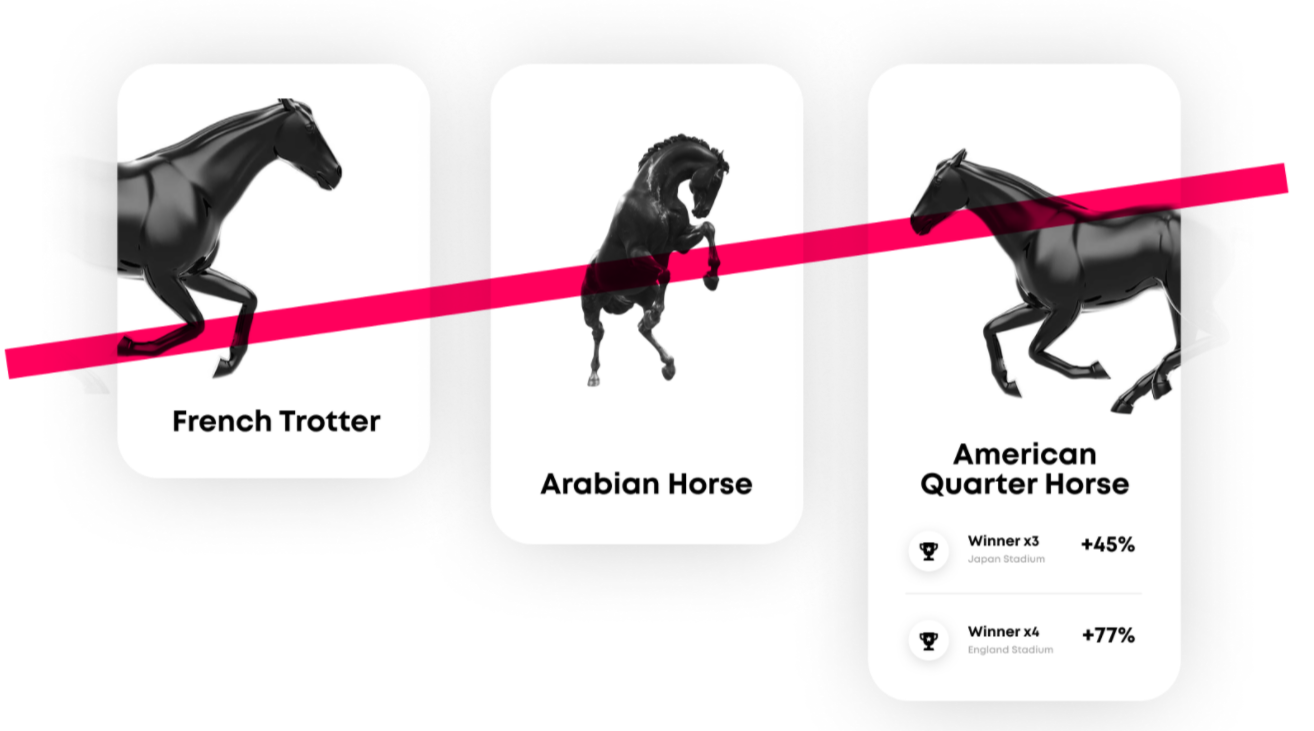 French Trotter
Arabian Horse
American
Quarter Horse
Winner x3
+45%
Japan Stadium
Winner x4
+77%
England Stadium